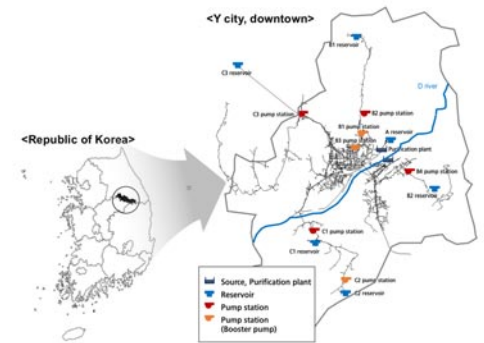 <Y city, downtown>
B1 reservoir
C3 reservoir
D river
C3 pump station
B2 pump station
B1 pump station
A reservoir
B3 pump station
Purification plant
B4 pump station
B2 reservoir
<Republic of Korea>
C1 pump station
C1 reservoir
C2 pump station
C2 reservoir
Source, Purification plant
Reservoir
Pump station
Pump station
(Booster pump)